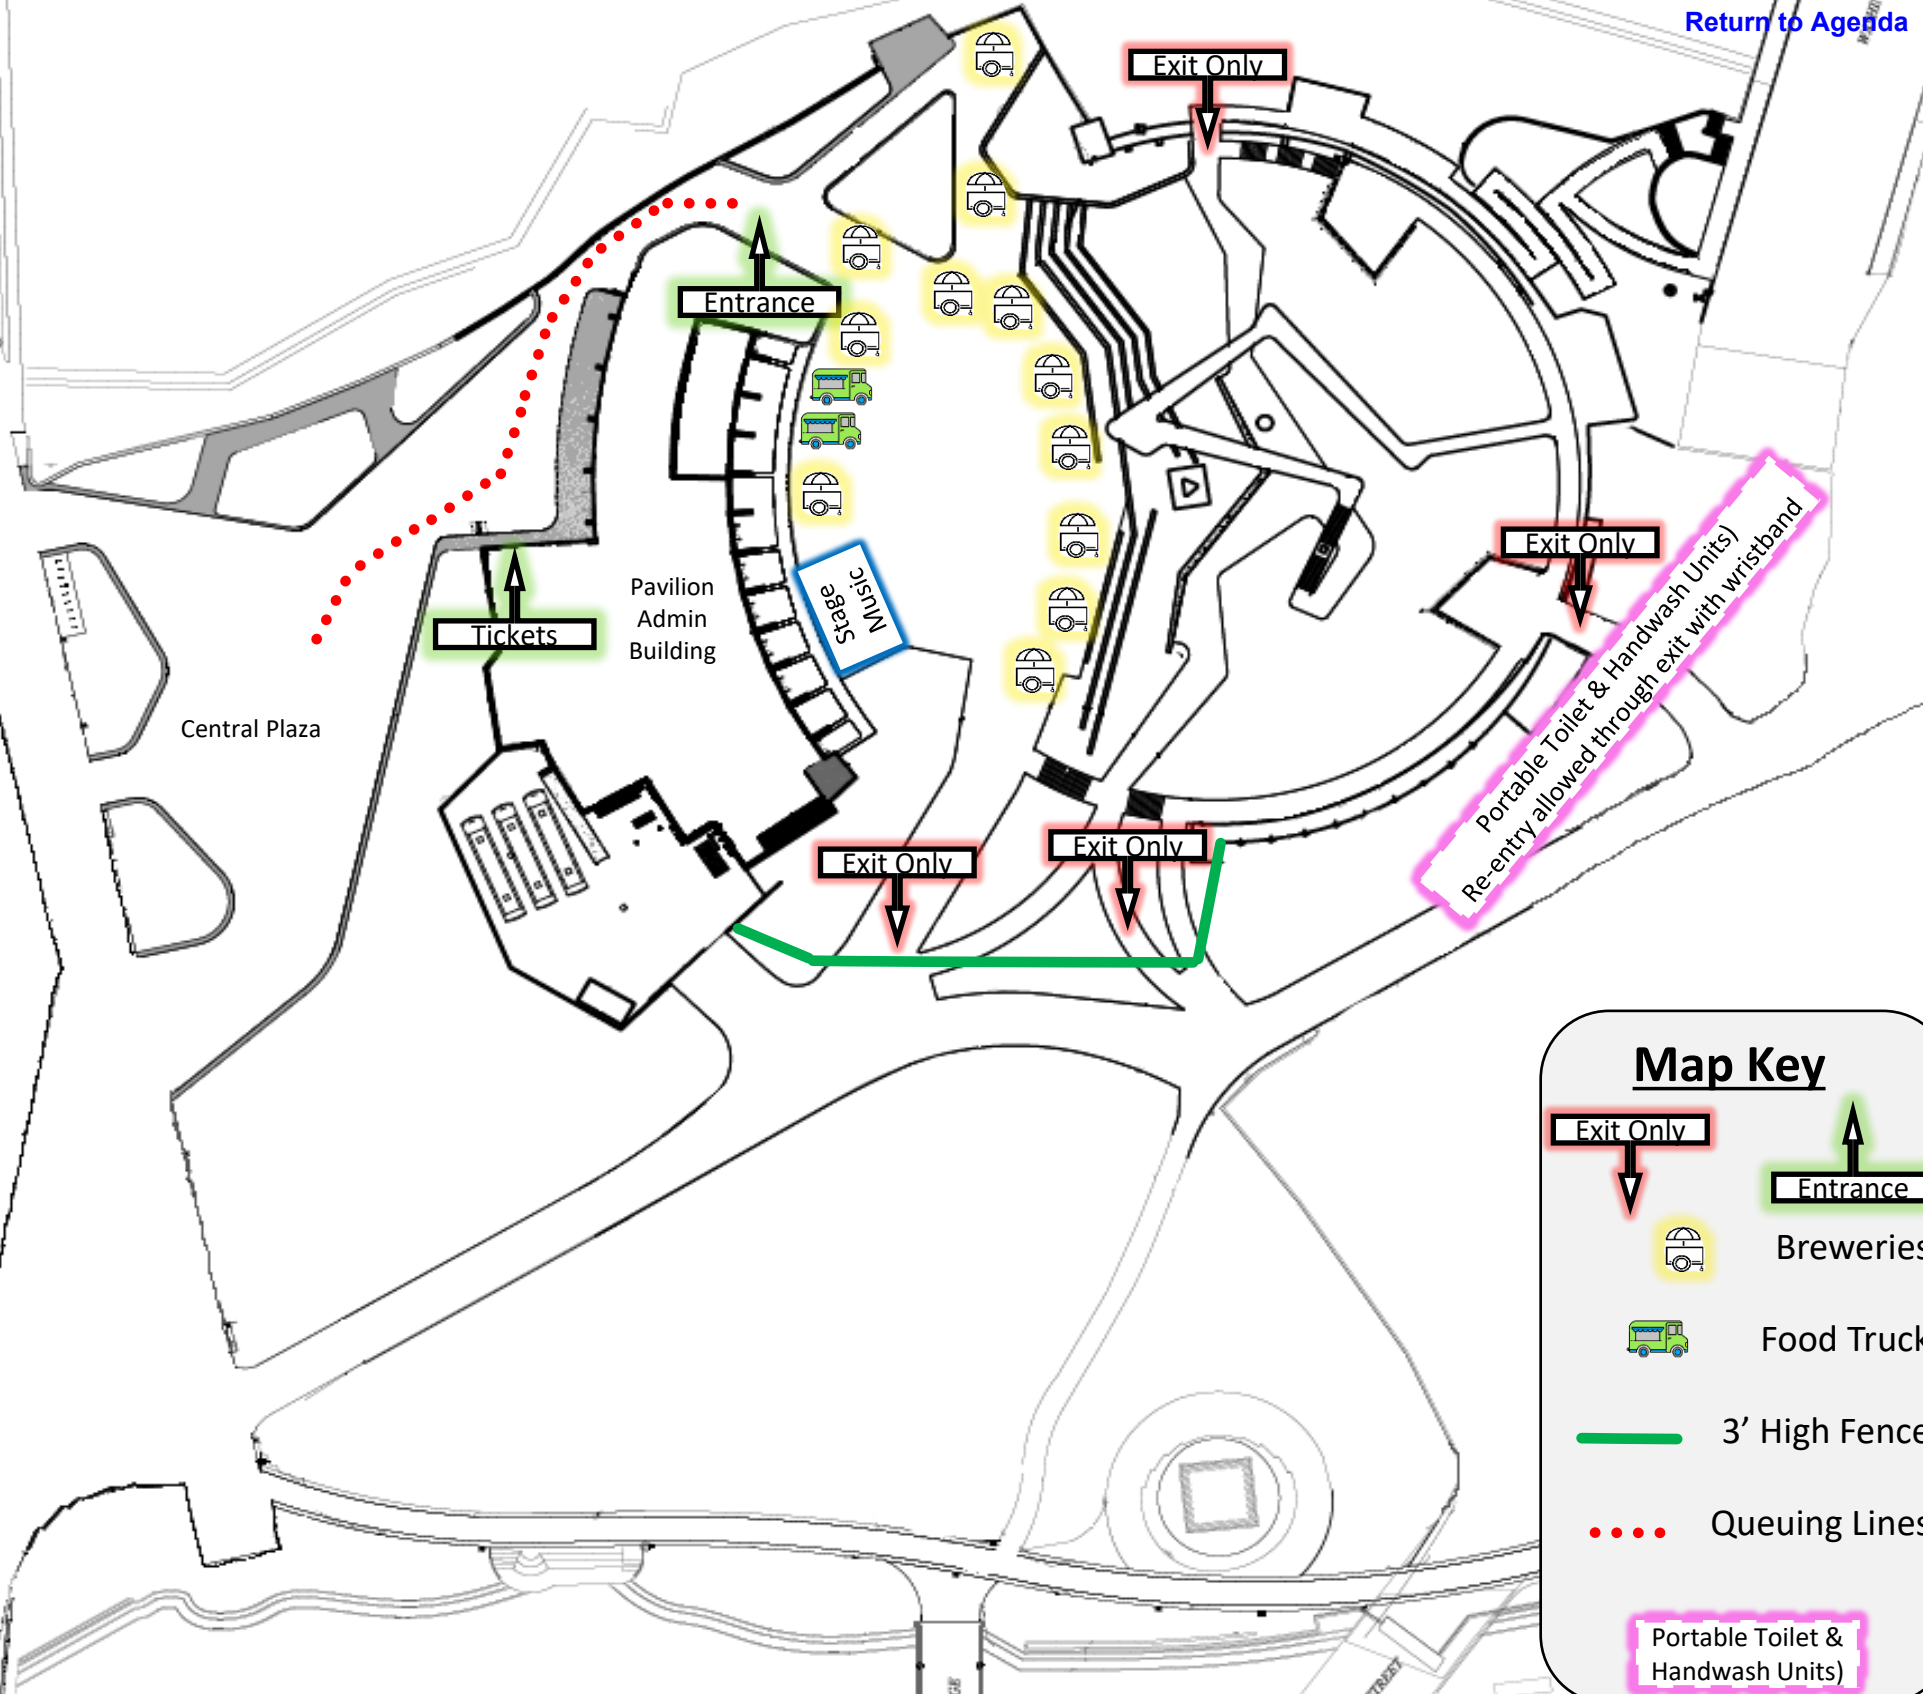 Return to Agenda
Exit Only
Entrance
Exit Only
Portable Toilet & Handwash Units)
Re-entry allowed through exit with wristband
Music
Stage
Pavilion
Admin
Building
Tickets
Central Plaza
Exit Only
Exit Only
Map Key
Exit Only
Entrance
Breweries
Food Truck
3’ High Fence
Queuing Lines
Portable Toilet &
Handwash Units)
TREET
GE